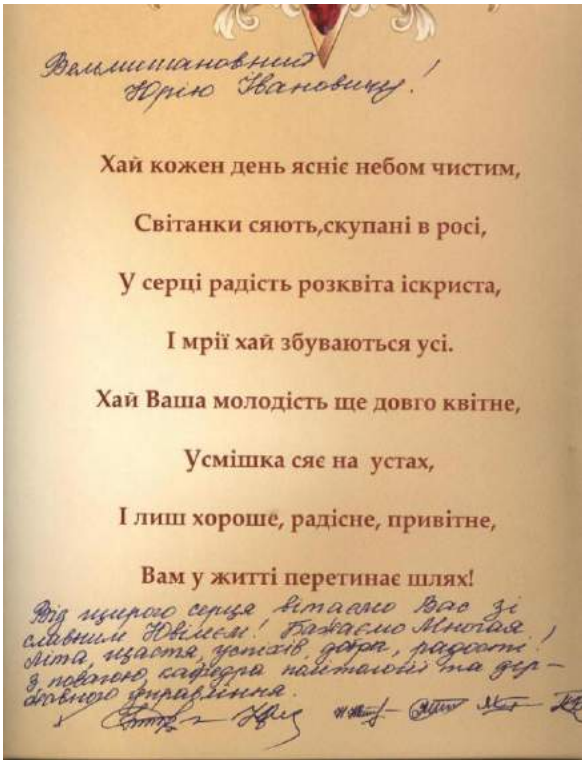 Вельмишановний
Юрію Івановичу!
Хай кожен день ясніє небом чистим,
Світанки сяють,скупані в росі,
У серці радість розквіта іскриста,
І мрії хай збуваються усі.
Хай Ваша молодість ще довго квітне,
Усмішка сяє на устах,
І лиш хороше, радісне, привітне,
Вам у житті перетинає шлях!
Від щирого серця вітаємо Вас зі
славним Ювілеєм! Бажаємо Многая
Літа, щастя, успіхів, добра, радості!
З повагою, кафедра політології та дер-
жавного управління.